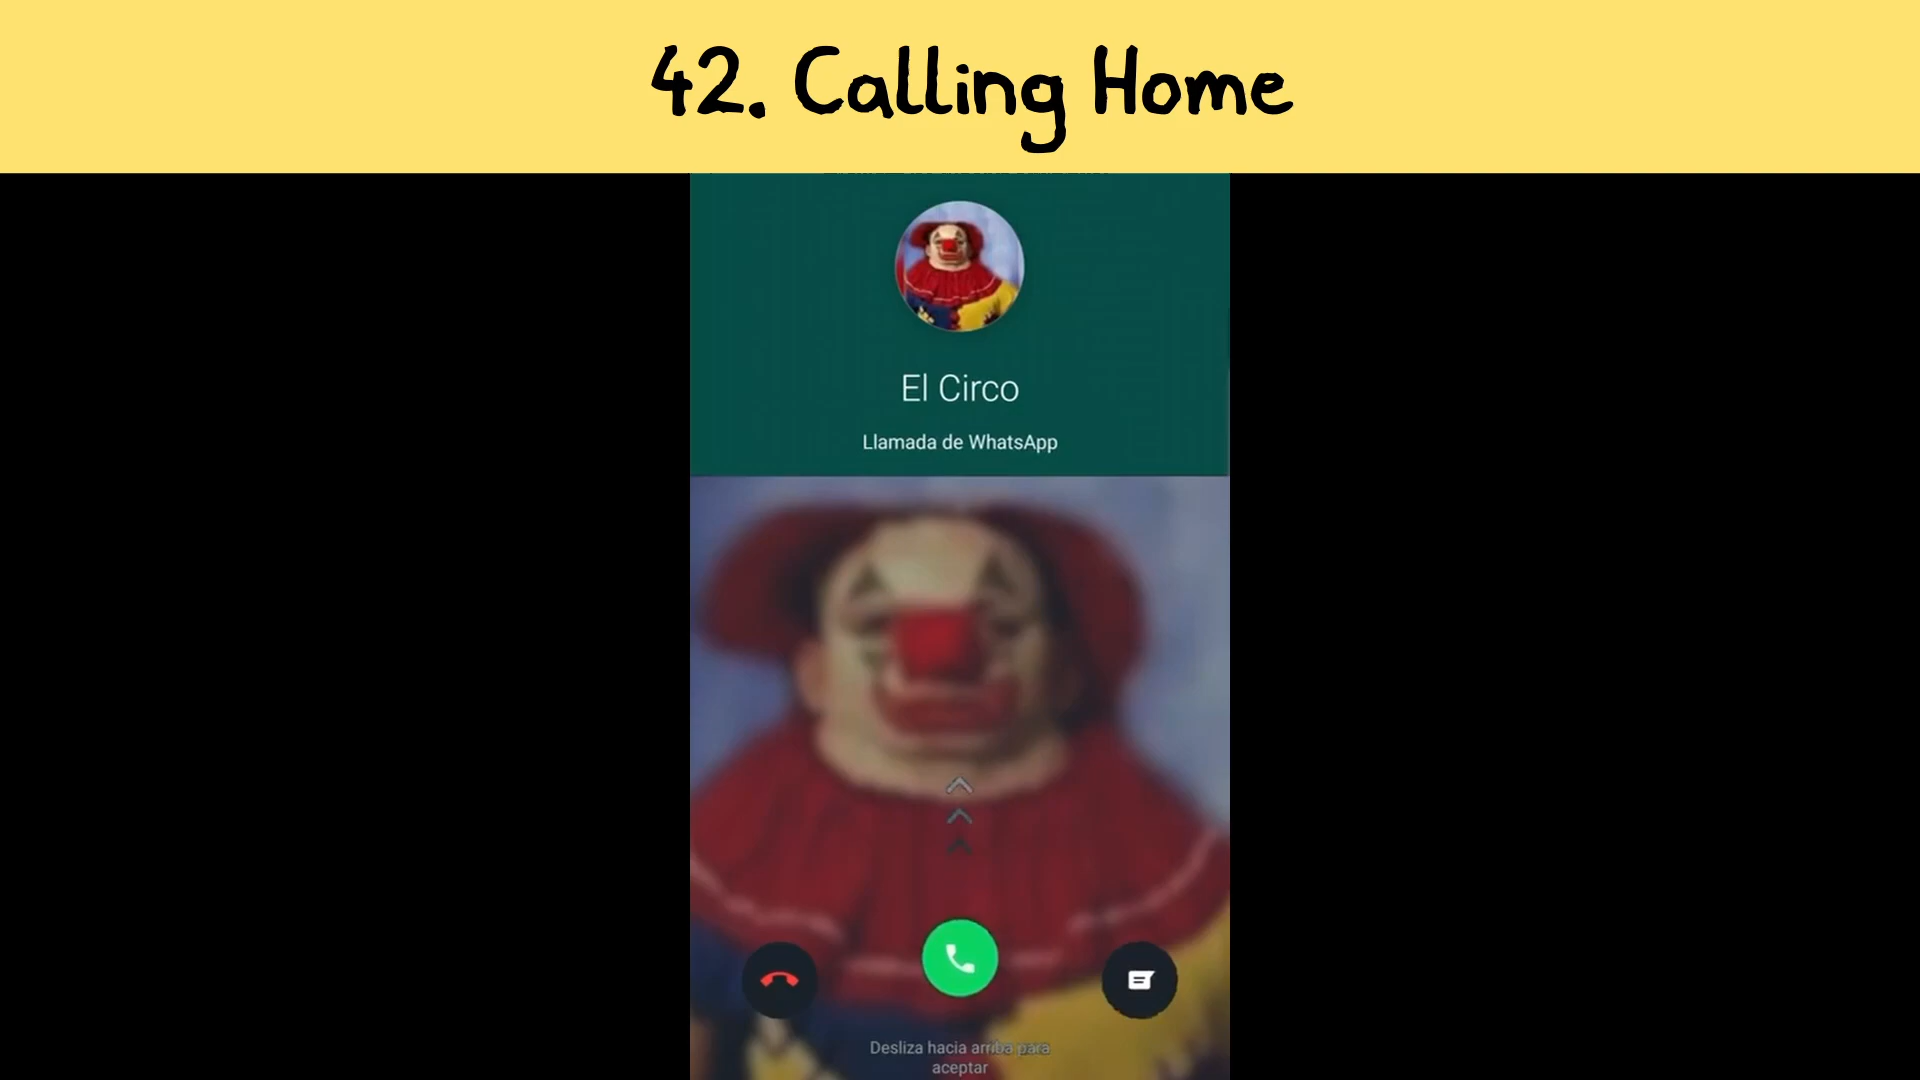 42. Calling Home
El Circo
Llamada de WhatsApp
Desliza hacia arriba para
aceptar